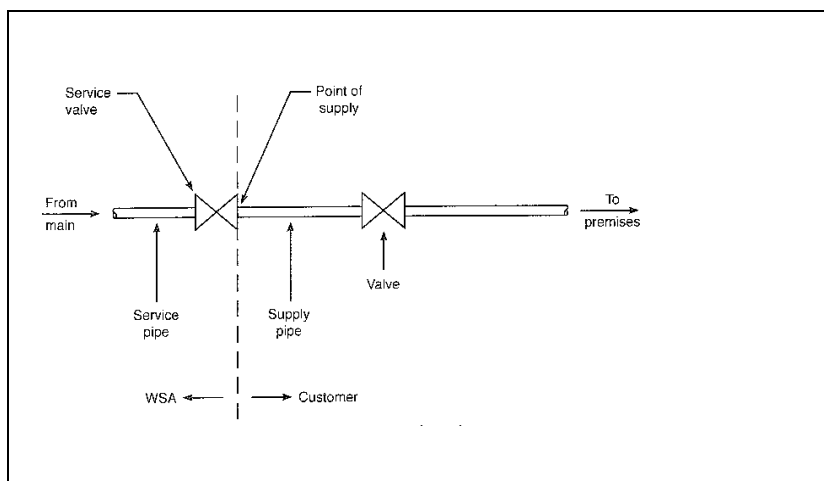 Service
valve
Point of
supply
From
main
To
premises
Valve
Service
pipe
Supply
pipe
WSA
Customer